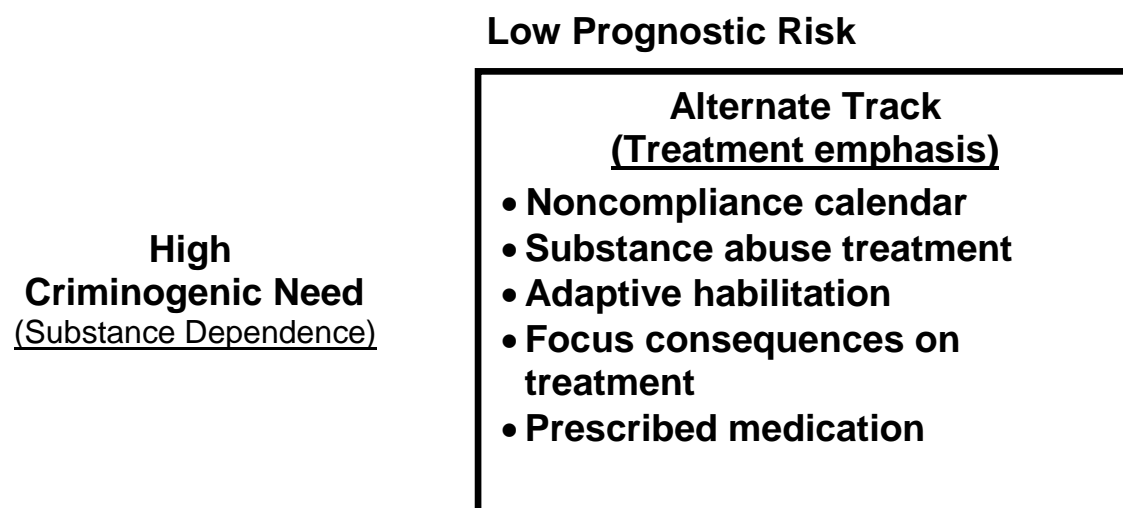 Low Prognostic Risk
Alternate Track
(Treatment emphasis)
• Noncompliance calendar
• Substance abuse treatment
• Adaptive habilitation
• Focus consequences on
treatment
• Prescribed medication
High
Criminogenic Need
(Substance Dependence)